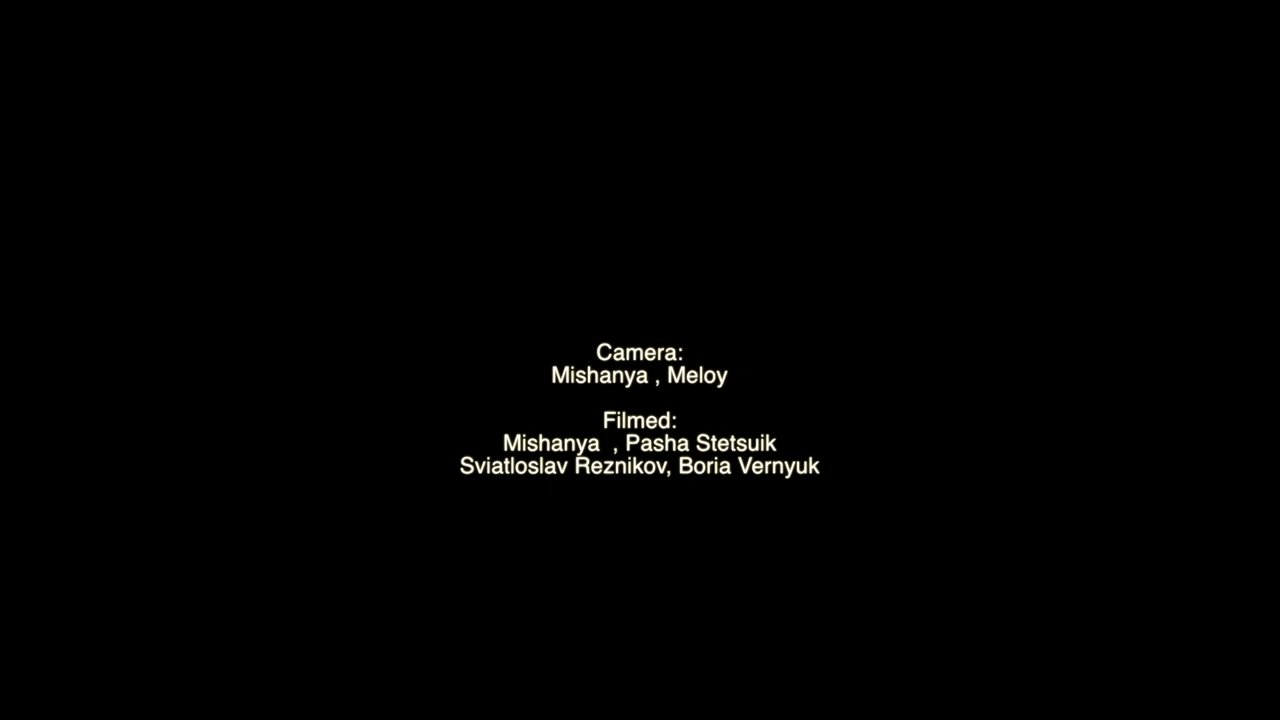 Camera:
Mishanya , Meloy
Filmed:
Mishanya  , Pasha Stetsuik
Sviatloslav Reznikov, Boria Vernyuk